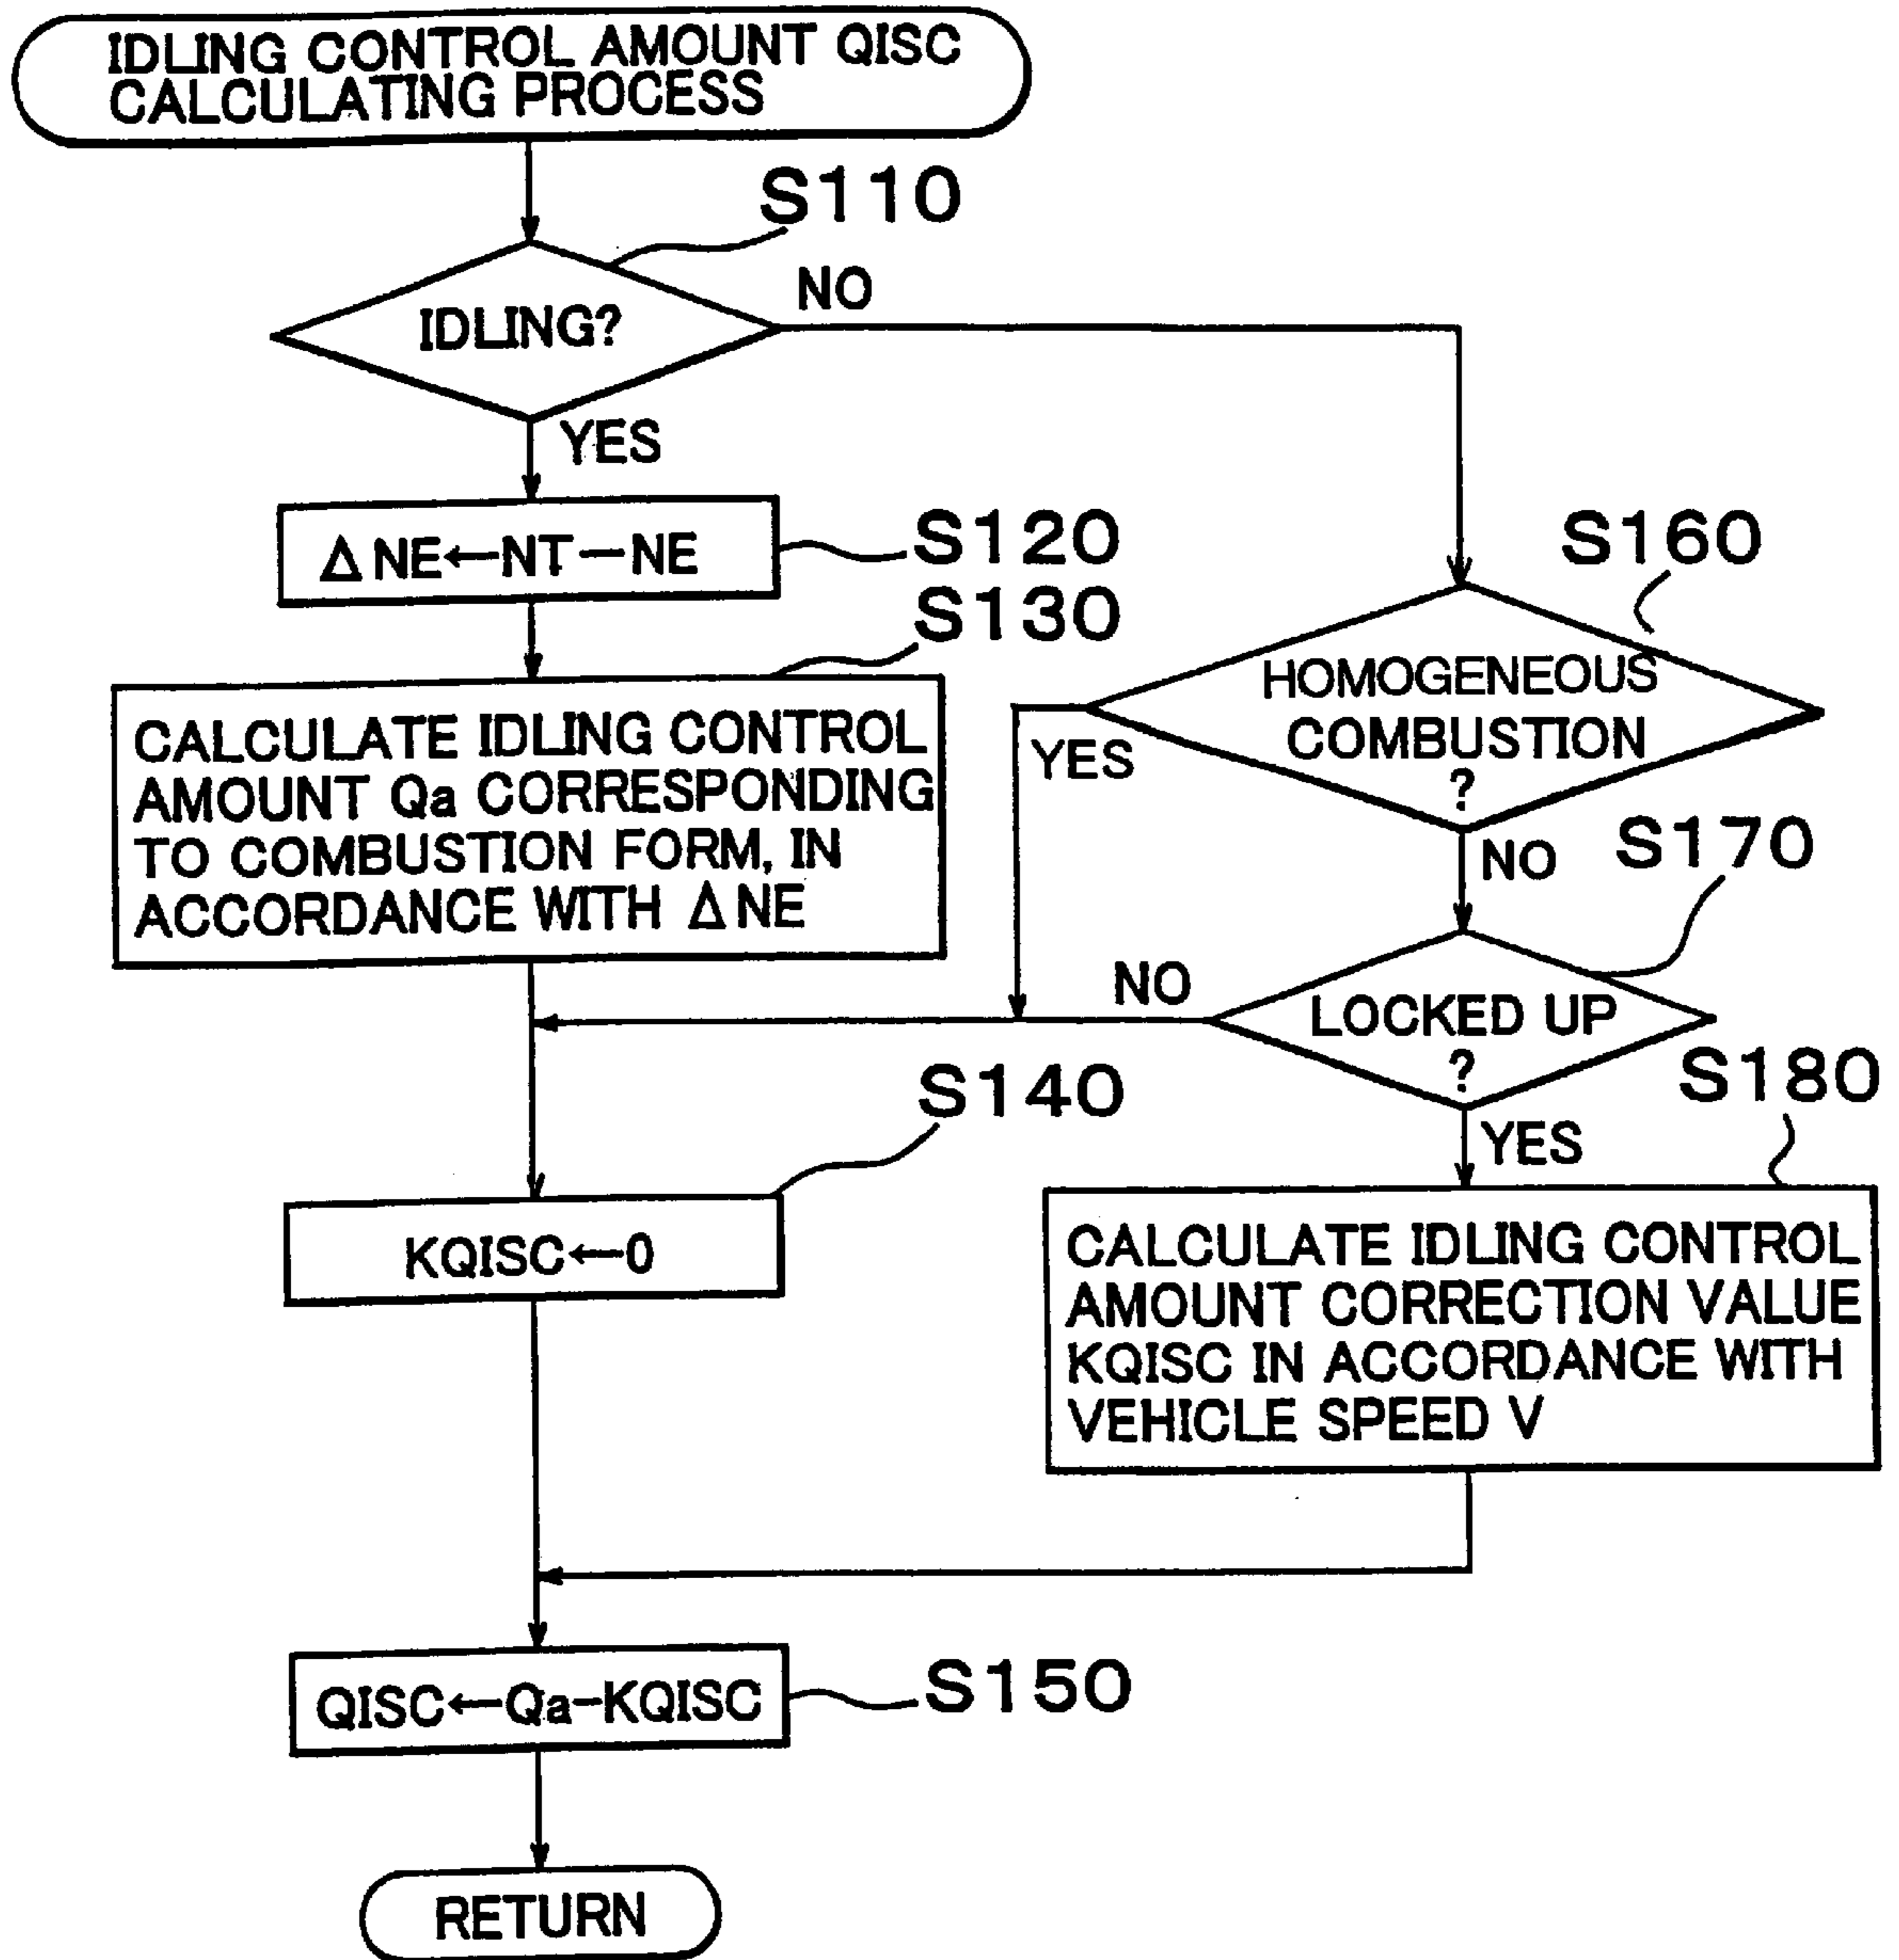 IDLING CONTROL AMOUNT QISC
CALCULATING PROCESS
S110
IDLING?
NO
YES
ΔNE←NT—NE
S120
S130
CALCULATE IDLING CONTROL
AMOUNT Qa CORRESPONDING
TO COMBUSTION FORM, IN
ACCORDANCE WITH ΔNE
S160
HOMOGENEOUS
COMBUSTION
?
YES
NO
S170
LOCKED UP
?
NO
YES
S140
KQISC←0
S180
CALCULATE IDLING CONTROL
AMOUNT CORRECTION VALUE
KQISC IN ACCORDANCE WITH
VEHICLE SPEED V
QISC←Qa-KQISC
S150
RETURN